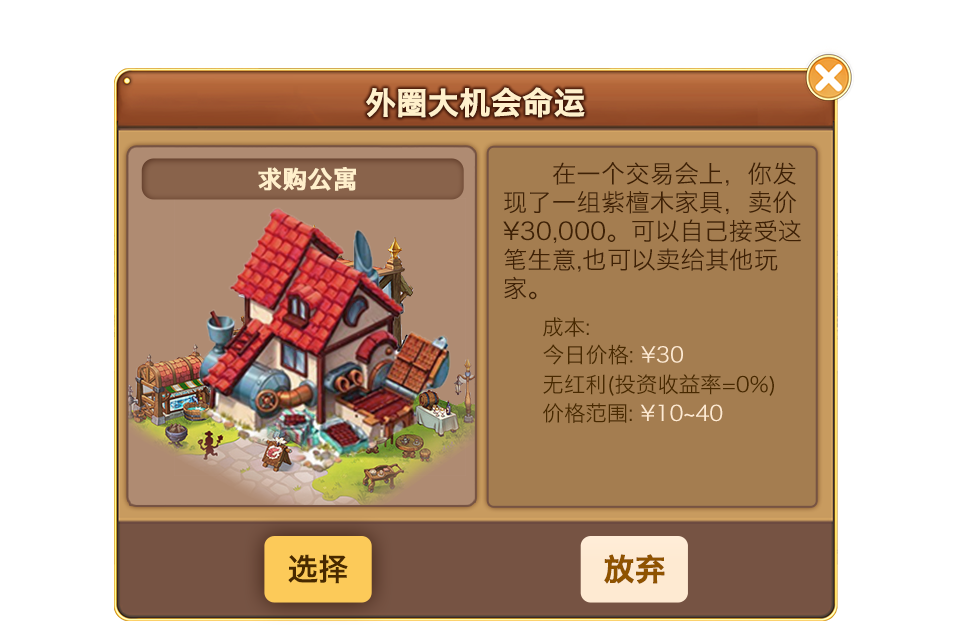 外圈大机会命运
求购公寓
在一个交易会上，你发
现了一组紫檀木家具，卖价
¥30,000。可以自己接受这
笔生意,也可以卖给其他玩
家。
成本:
今日价格: ¥30
无红利(投资收益率=0%)
价格范围: ¥10~40
选择
放弃